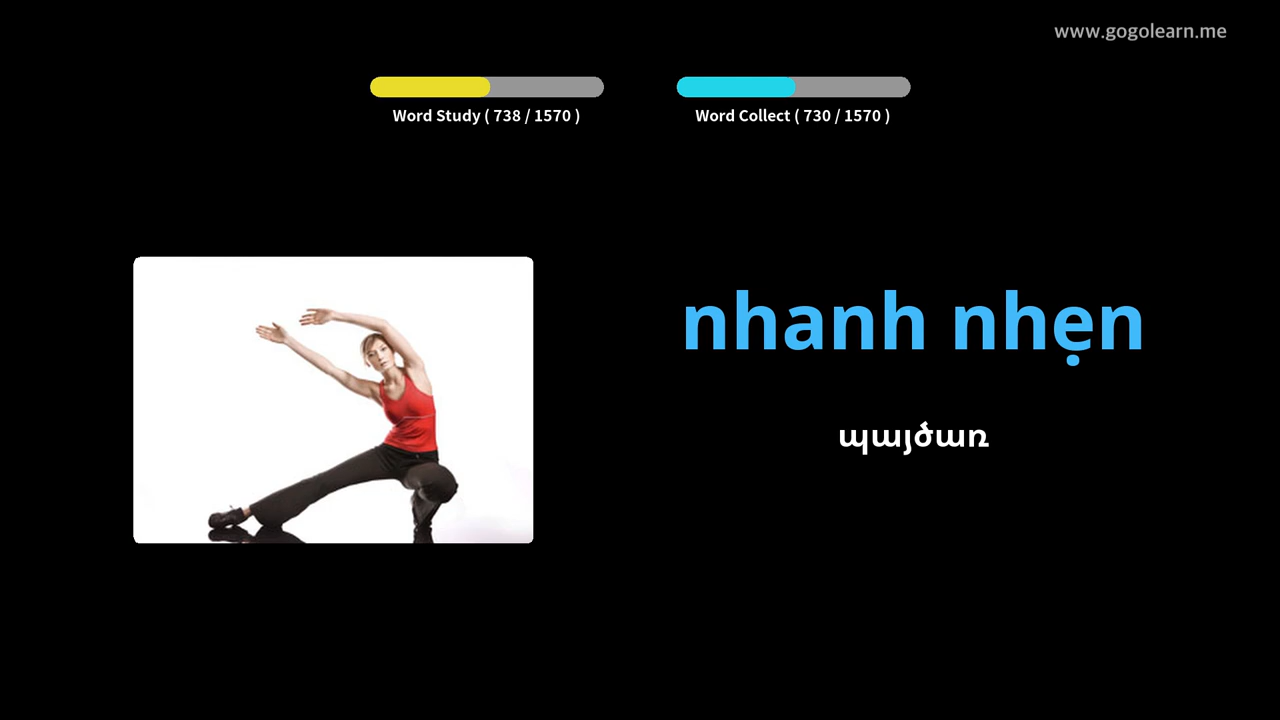 www.gogolearn.me
Word Study ( 738 / 1570 )
Word Collect ( 730 / 1570 )
nhanh nhẹn
պայծառ